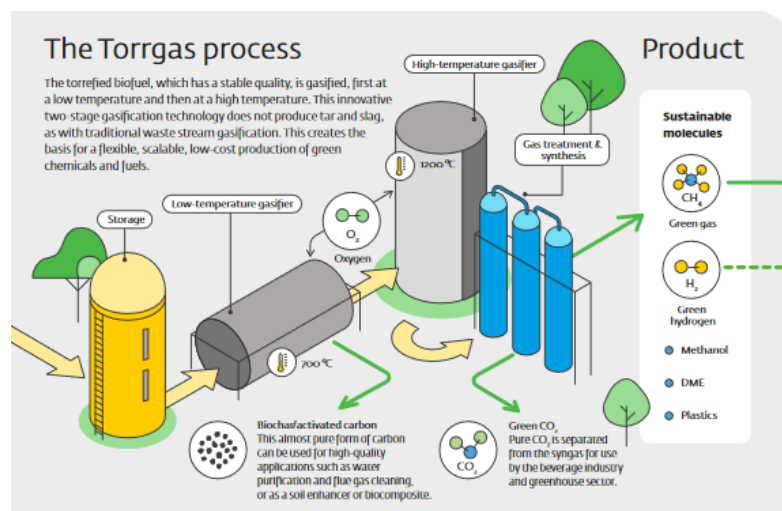 The Torrgas process
The torrefied biofuel, which has a stable quality, is gasified, first at
a low temperature and then at a high temperature. This innovative
two-stage gasification technology does not produce tar and slag,
as with traditional waste stream gasification. This creates the
basis for a flexible, scalable, low-cost production of green
chemicals and fuels.
Storage
Low-temperature gasifier
700 °C
O₂
Oxygen
High-temperature gasifier
1200 °C
Gas treatment &
synthesis
Biochar/activated carbon
This almost pure form of carbon
can be used for high-quality
applications such as water
purification and flue gas cleaning,
or as a soil enhancer or biocomposite.
CO₂
Green CO₂
Pure CO₂ is separated
from the syngas for use
by the beverage industry
and greenhouse sector.
Product
Sustainable
molecules
CH₄
Green gas
H₂
Green
hydrogen
Methanol
DME
Plastics